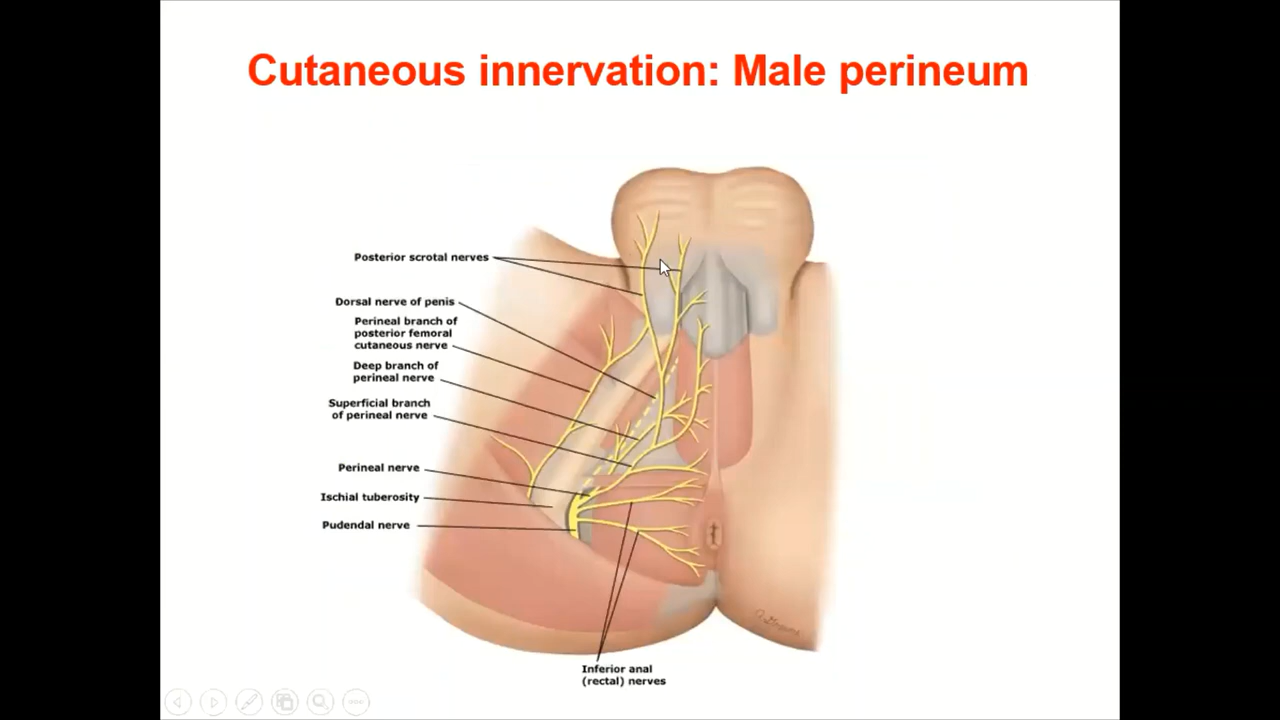 Cutaneous innervation: Male perineum
Posterior scrotal nerves
Dorsal nerve of penis
Perineal branch of
posterior femoral
cutaneous nerve
Deep branch of
perineal nerve
Superficial branch
of perineal nerve
Perineal nerve
Ischial tuberosity
Pudendal nerve
Inferior anal
(rectal) nerves